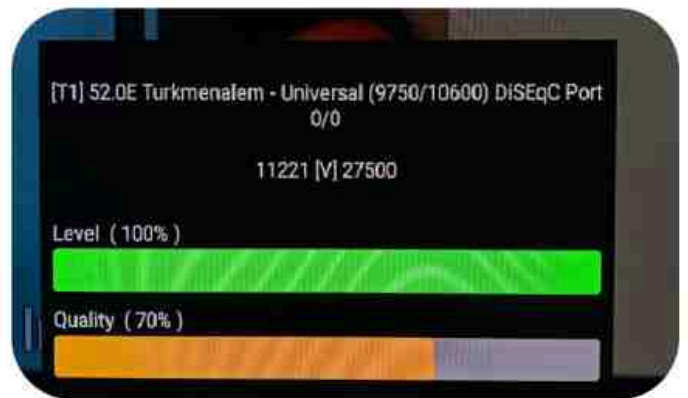 [T1] 52.0E Turkmenalem - Universal (9750/10600) DiSEqC Port
0/0
11221 [V] 27500
Level ( 100% )
Quality ( 70% )